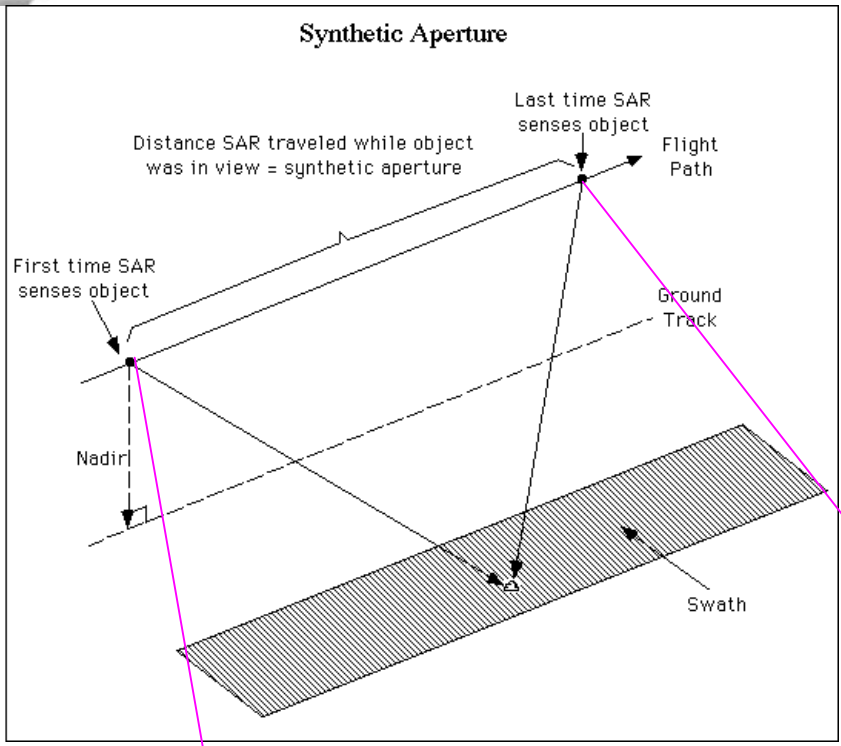 Synthetic Aperture
Last time SAR
senses object
Distance SAR traveled while object
was in view = synthetic aperture
Flight
Path
First time SAR
senses object
Ground
Track
Nadir
Swath